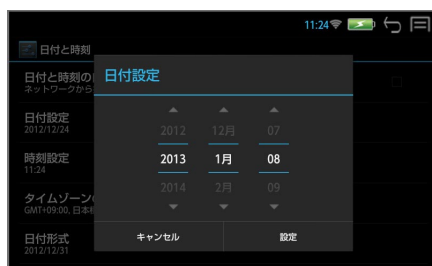 11:24
日付と時刻
日付と時刻の
ネットワークから
日付設定
2012/12/24
時刻設定
11:24
タイムゾーン
GMT+09:00, 日本
日付形式
2012/12/31
日付設定
2012 12月 07
2013 1月 08
2014 2月 09
キャンセル 設定